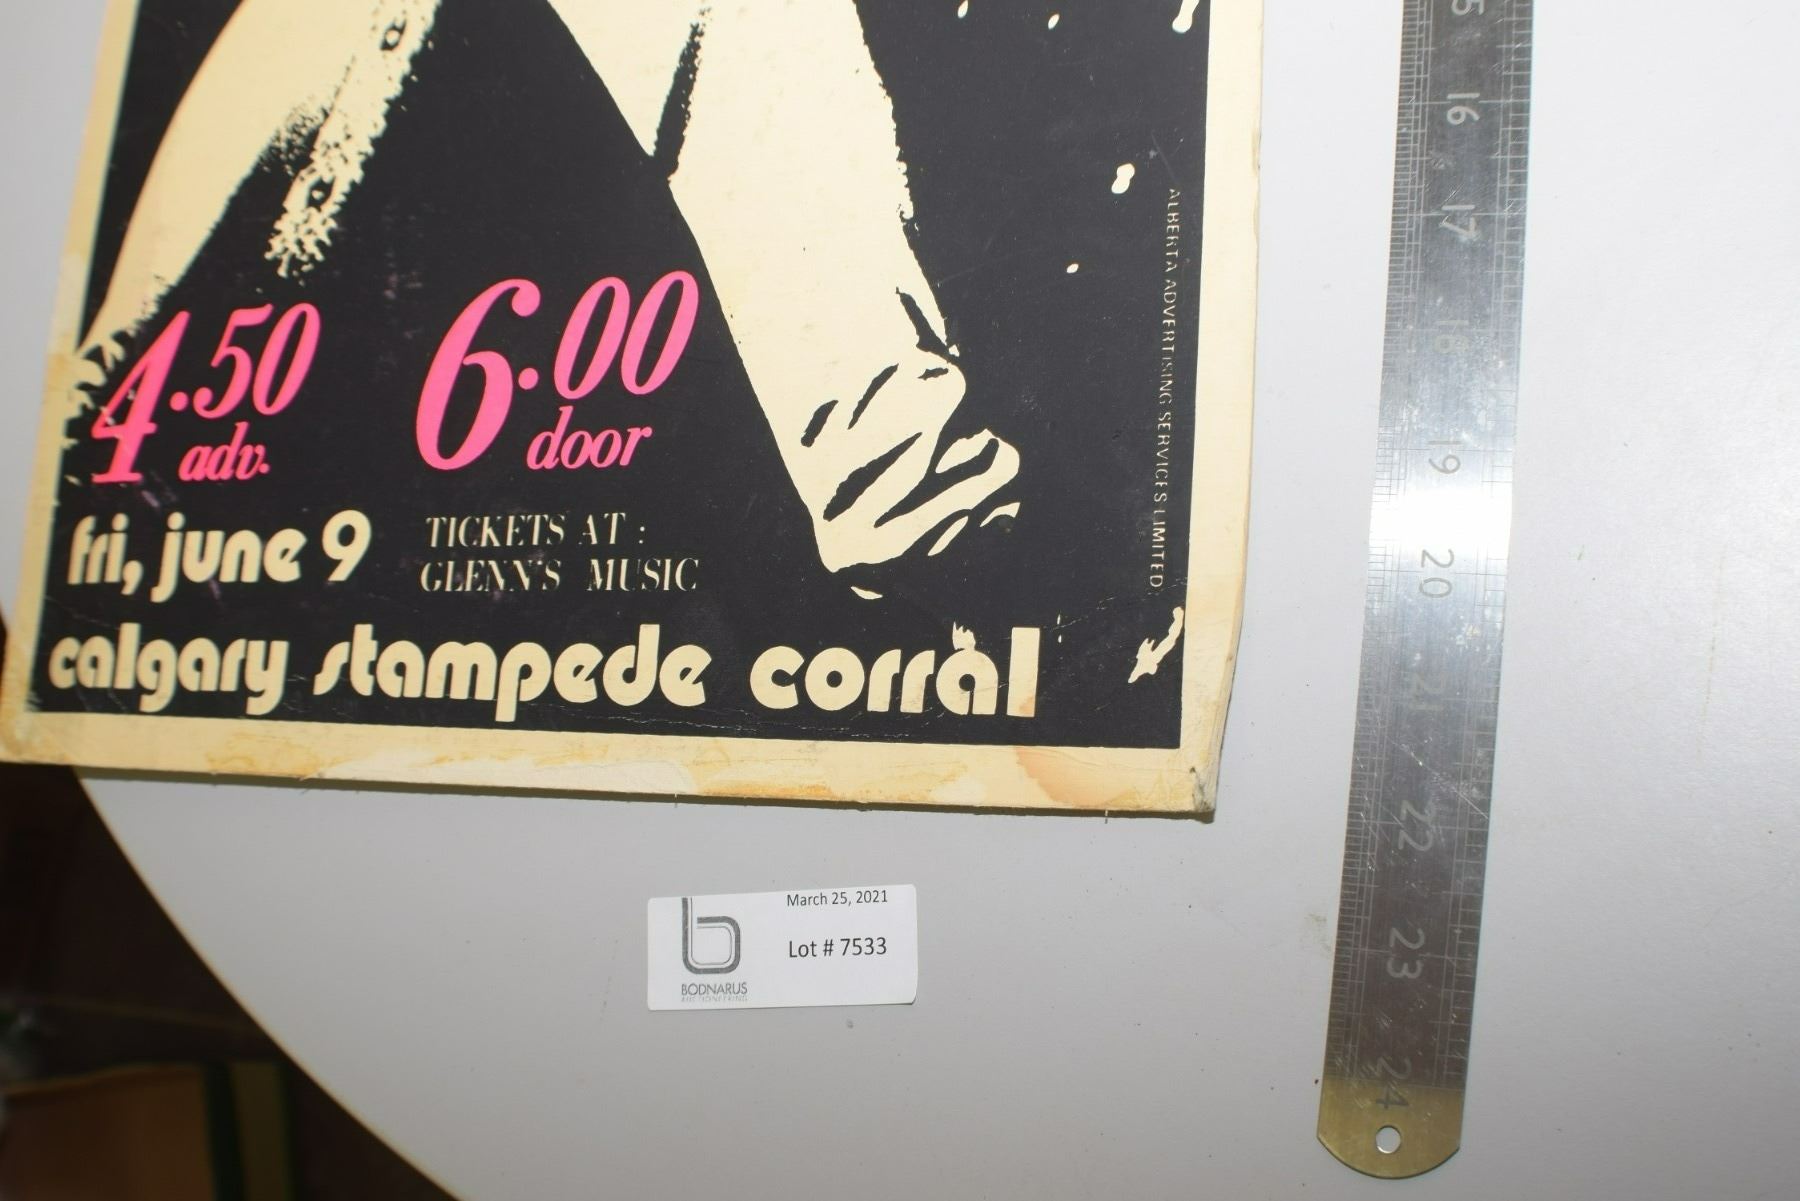 4.50
adv.
6.00
door
fri, june 9
TICKETS AT :
GLENN'S MUSIC
calgary stampede corral
ALBERTA ADVERTISING SERVICES LIMITED
March 25, 2021
Lot # 7533
b
BODNARUS
AUCTIONEERING
16
17
18
19
20
21
22
23
24